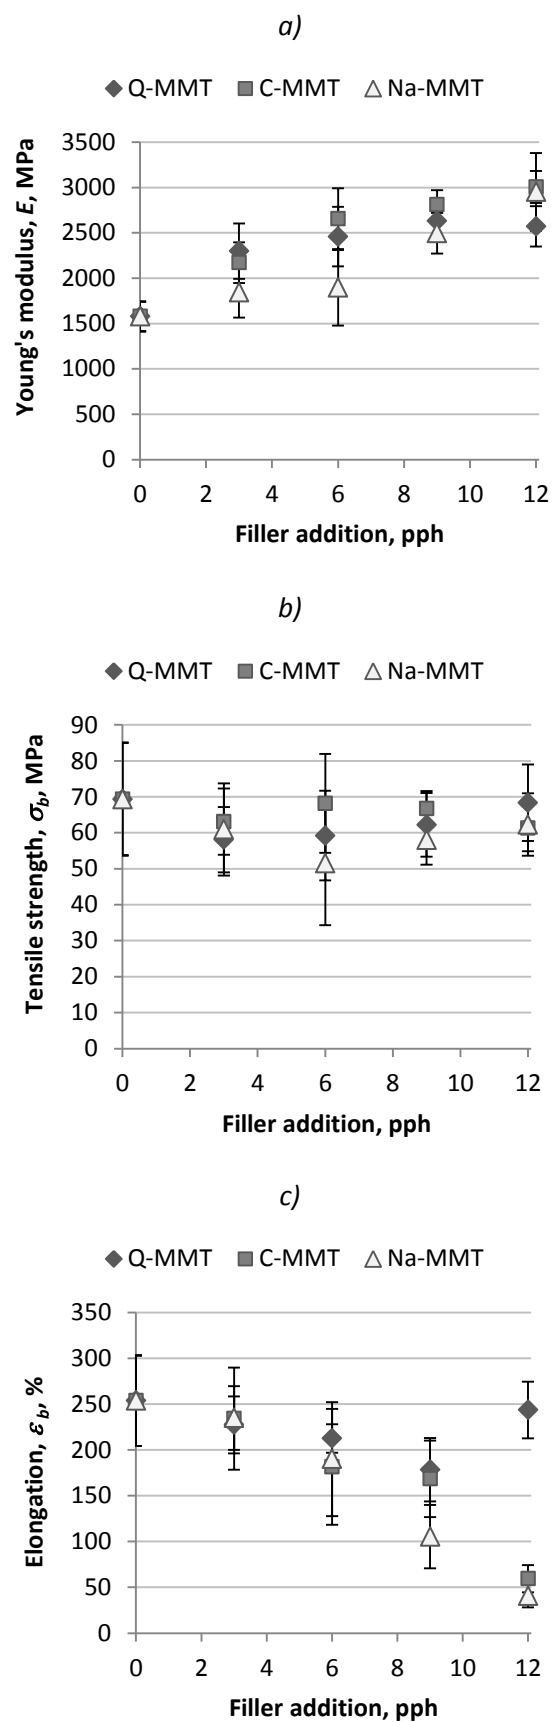 a)
Q-MMT C-MMT Na-MMT
3500
3000
2500
2000
1500
1000
500
0
0 2 4 6 8 10 12
Young's modulus, E, MPa
Filler addition, pph
b)
Q-MMT C-MMT Na-MMT
90
80
70
60
50
40
30
20
10
0
0 2 4 6 8 10 12
Tensile strength, σb, MPa
Filler addition, pph
c)
Q-MMT C-MMT Na-MMT
350
300
250
200
150
100
50
0
0 2 4 6 8 10 12
Elongation, εb, %
Filler addition, pph